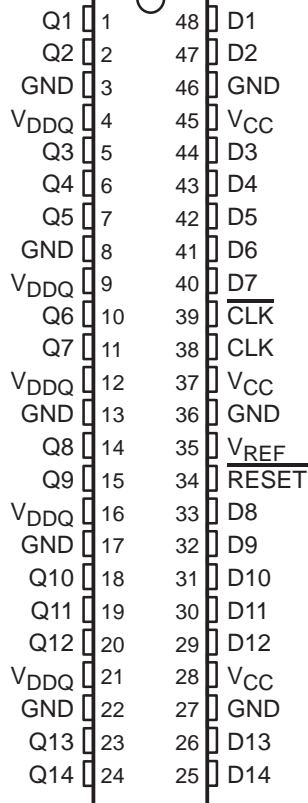 Q1 1 48 D1
Q2 2 47 D2
GND 3 46 GND
VDDQ 4 45 VCC
Q3 5 44 D3
Q4 6 43 D4
Q5 7 42 D5
GND 8 41 D6
VDDQ 9 40 D7
Q6 10 39 CLK
Q7 11 38 CLK
VDDQ 12 37 VCC
GND 13 36 GND
Q8 14 35 VREF
Q9 15 34 RESET
VDDQ 16 33 D8
GND 17 32 D9
Q10 18 31 D10
Q11 19 30 D11
Q12 20 29 D12
VDDQ 21 28 VCC
GND 22 27 GND
Q13 23 26 D13
Q14 24 25 D14